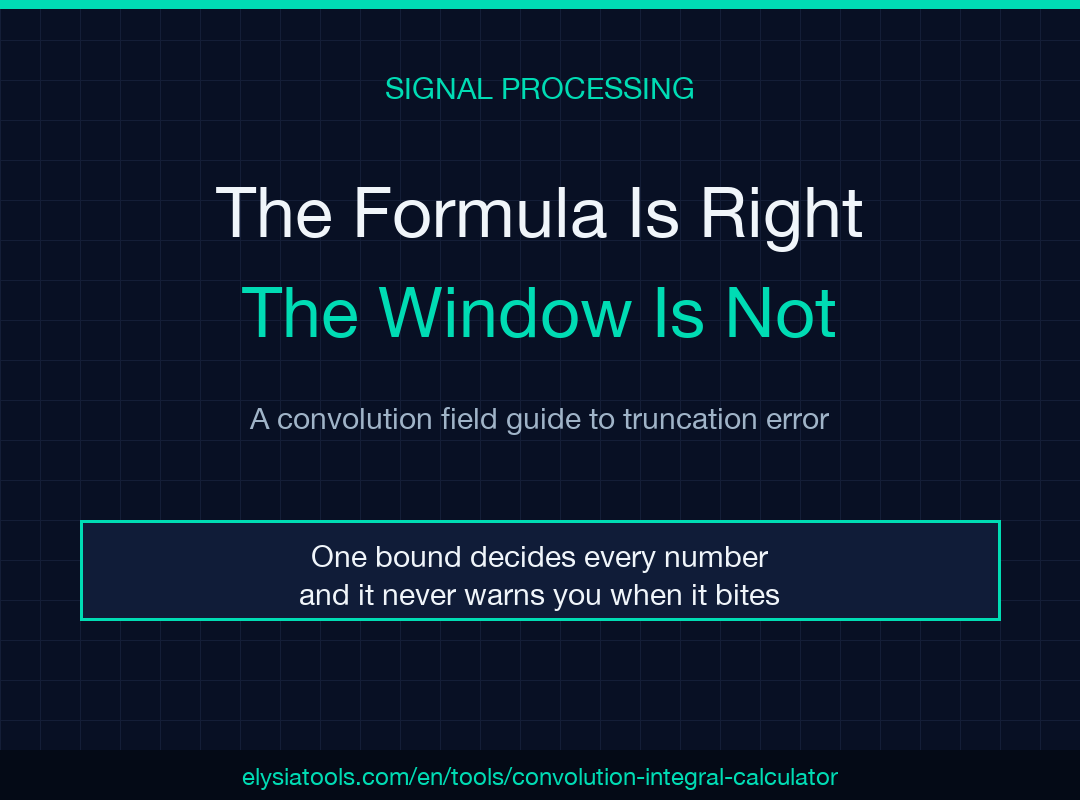 SIGNAL PROCESSING
The Formula Is Right
The Window Is Not
A convolution field guide to truncation error
One bound decides every number
and it never warns you when it bites
elysiatools.com/en/tools/convolution-integral-calculator